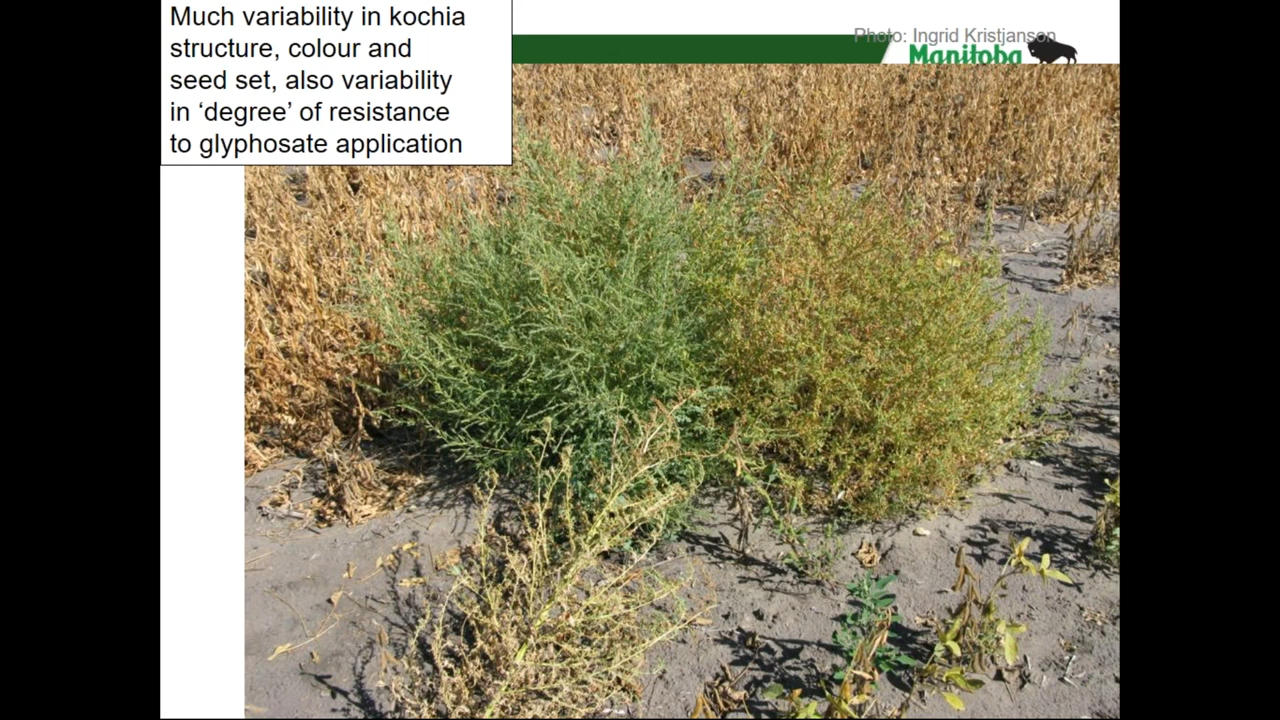 Much variability in kochia
structure, colour and
seed set, also variability
in ‘degree’ of resistance
to glyphosate application
Photo: Ingrid Kristjanson
Manitoba